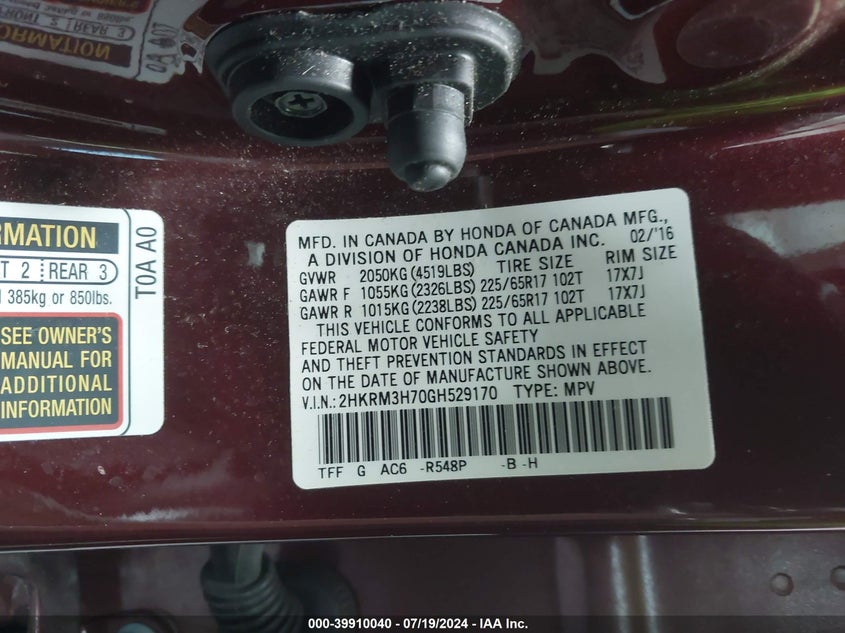 FRONT 2 REAR 3
RMATION
T 2 REAR 3
385kg or 850lbs.
SEE OWNER'S
MANUAL FOR
ADDITIONAL
INFORMATION
T0A A0
MFD. IN CANADA BY HONDA OF CANADA MFG.,
A DIVISION OF HONDA CANADA INC. 02/'16
GVWR 2050KG(4519LBS) TIRE SIZE RIM SIZE
GAWR F 1055KG(2326LBS) 225/65R17 102T 17X7J
GAWR R 1015KG(2238LBS) 225/65R17 102T 17X7J
THIS VEHICLE CONFORMS TO ALL APPLICABLE
FEDERAL MOTOR VEHICLE SAFETY
AND THEFT PREVENTION STANDARDS IN EFFECT
ON THE DATE OF MANUFACTURE SHOWN ABOVE.
V.I.N.: 2HKRM3H70GH529170 TYPE: MPV
TFF G AC6 -R548P -B -H
000-39910040 - 07/19/2024 - IAA Inc.